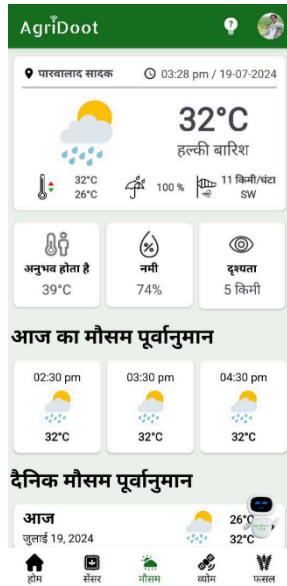 AgriDoot
पारवालाद सादक 03:28 pm / 19-07-2024
32°C
हल्की बारिश
32°C
26°C
100 %
11 किमी/घंटा
SW
अनुभव होता है
39°C
नमी
74%
दृश्यता
5 किमी
आज का मौसम पूर्वानुमान
02:30 pm 03:30 pm 04:30 pm
32°C 32°C 32°C
दैनिक मौसम पूर्वानुमान
आज
जुलाई 19, 2024
26°C
32°C
होम सेंसर मौसम व्योम फसल